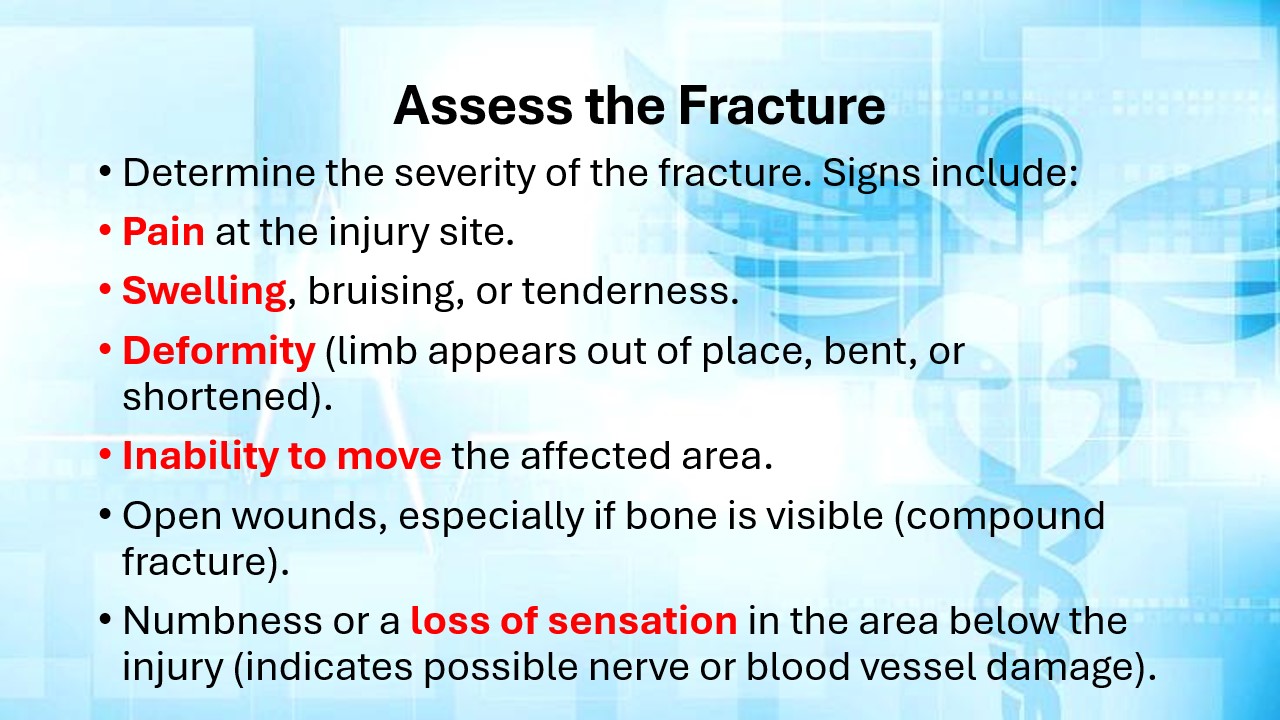 Assess the Fracture
• Determine the severity of the fracture. Signs include:
• Pain at the injury site.
• Swelling, bruising, or tenderness.
• Deformity (limb appears out of place, bent, or
shortened).
• Inability to move the affected area.
• Open wounds, especially if bone is visible (compound
fracture).
• Numbness or a loss of sensation in the area below the
injury (indicates possible nerve or blood vessel damage).